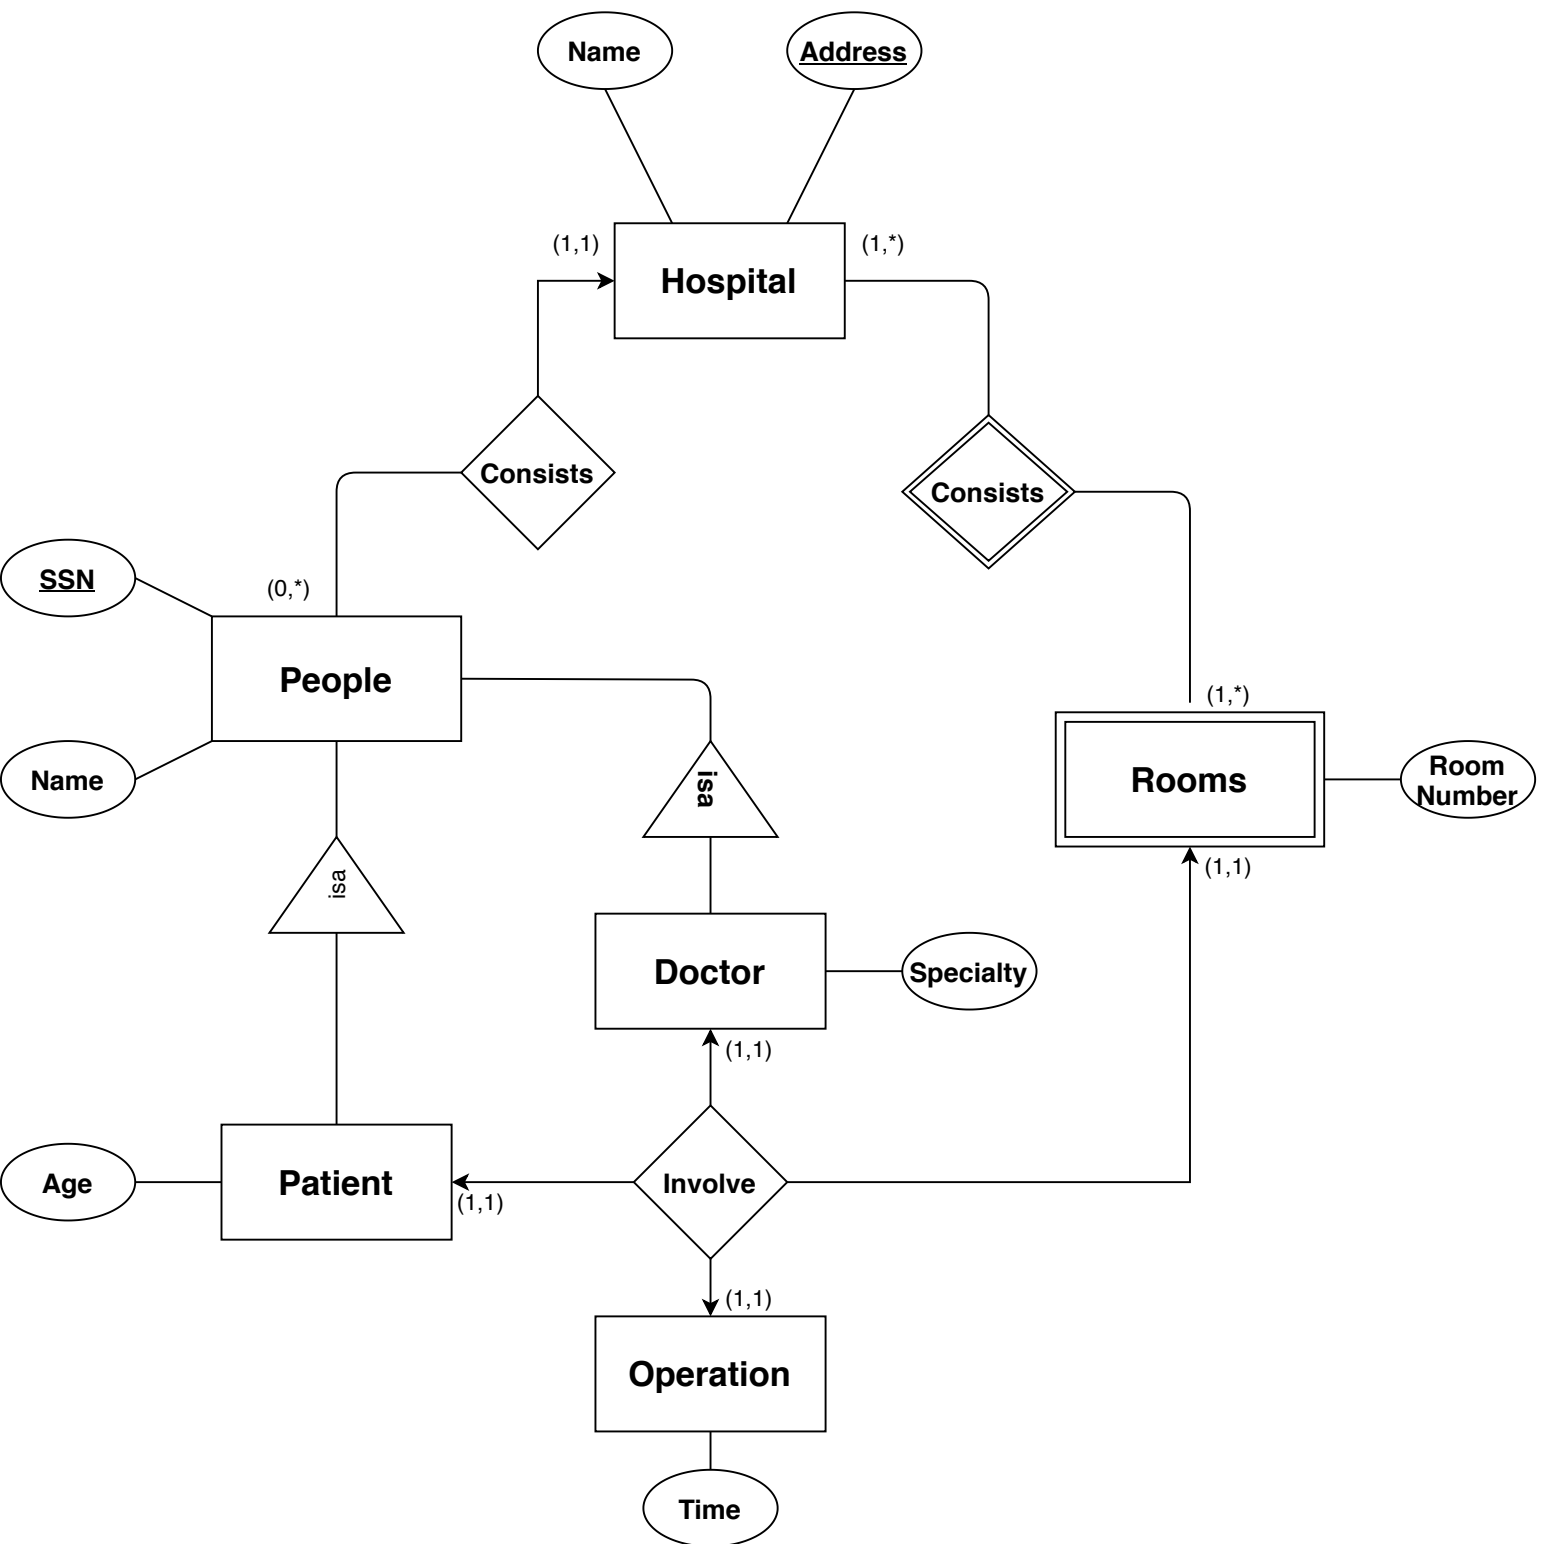 Name
Address
(1,1)
(1,*)
Hospital
Consists
Consists
SSN
(0,*)
People
(1,*)
isa
Name
Rooms
Room
Number
(1,1)
isa
Doctor
Specialty
(1,1)
Age
Patient
(1,1)
Involve
(1,1)
Operation
Time